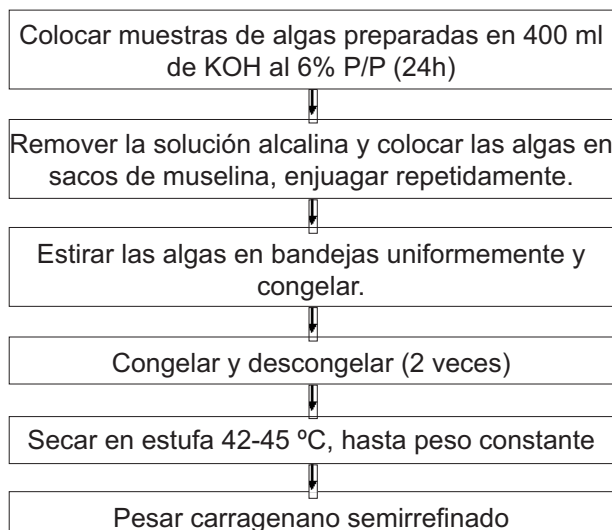 Colocar muestras de algas preparadas en 400 ml
de KOH al 6% P/P (24h)
Remover la solución alcalina y colocar las algas en
sacos de muselina, enjuagar repetidamente.
Estirar las algas en bandejas uniformemente y
congelar.
Congelar y descongelar (2 veces)
Secar en estufa 42-45 ºC, hasta peso constante
Pesar carragenano semirrefinado